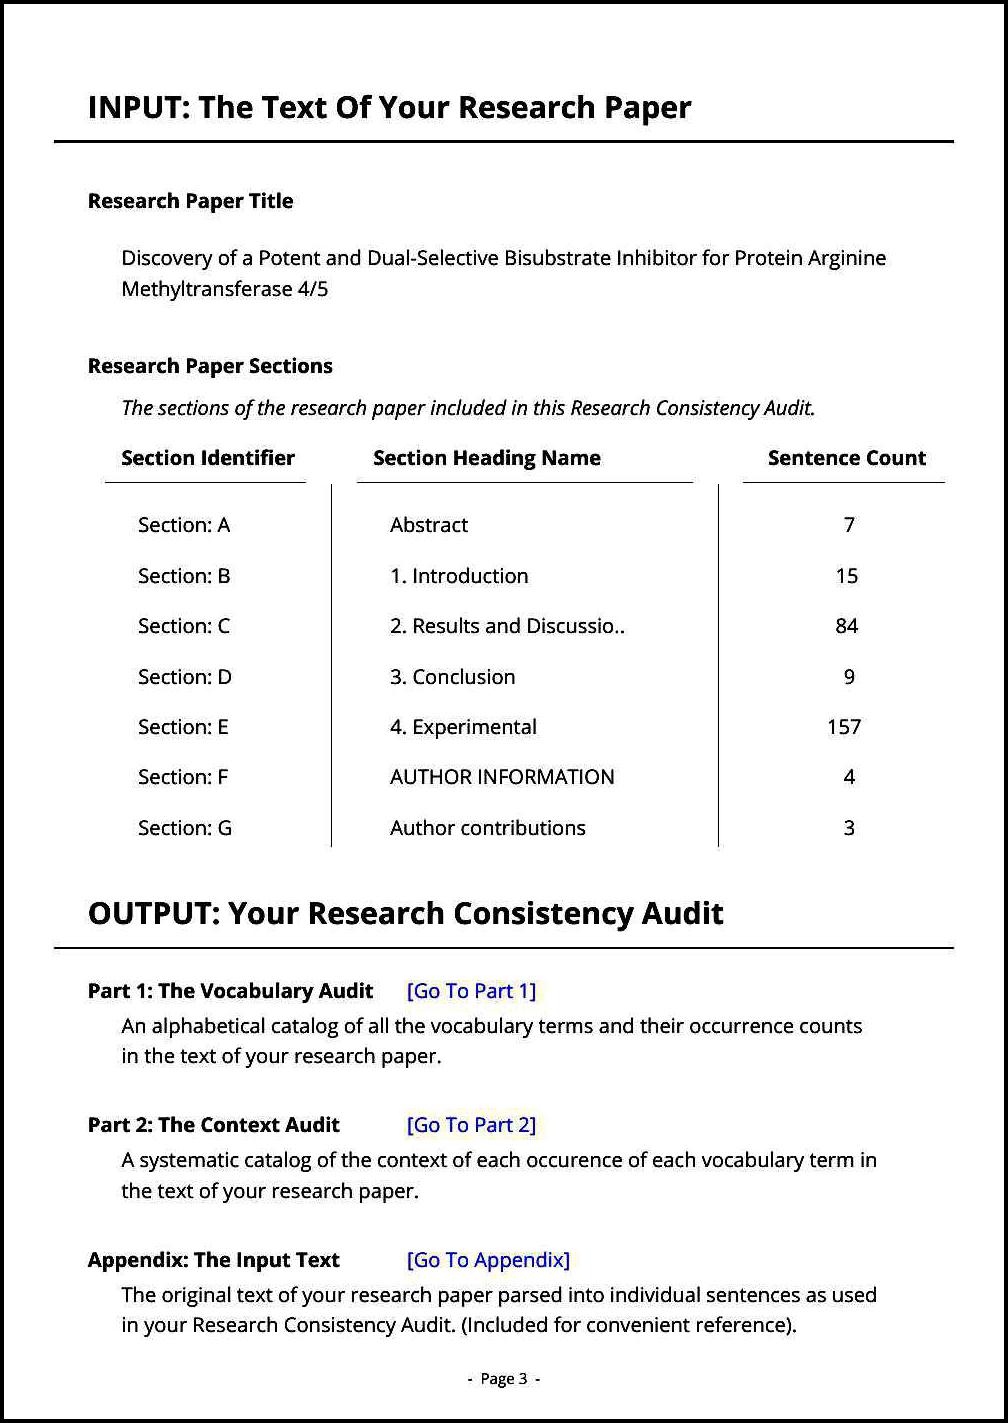 INPUT: The Text Of Your Research Paper
Research Paper Title
Discovery of a Potent and Dual-Selective Bisubstrate Inhibitor for Protein Arginine
Methyltransferase 4/5
Research Paper Sections
The sections of the research paper included in this Research Consistency Audit.
Section Identifier Section Heading Name Sentence Count
Section: A Abstract 7
Section: B 1. Introduction 15
Section: C 2. Results and Discussio.. 84
Section: D 3. Conclusion 9
Section: E 4. Experimental 157
Section: F AUTHOR INFORMATION 4
Section: G Author contributions 3
OUTPUT: Your Research Consistency Audit
Part 1: The Vocabulary Audit [Go To Part 1]
An alphabetical catalog of all the vocabulary terms and their occurrence counts
in the text of your research paper.
Part 2: The Context Audit [Go To Part 2]
A systematic catalog of the context of each occurence of each vocabulary term in
the text of your research paper.
Appendix: The Input Text [Go To Appendix]
The original text of your research paper parsed into individual sentences as used
in your Research Consistency Audit. (Included for convenient reference).
- Page 3 -